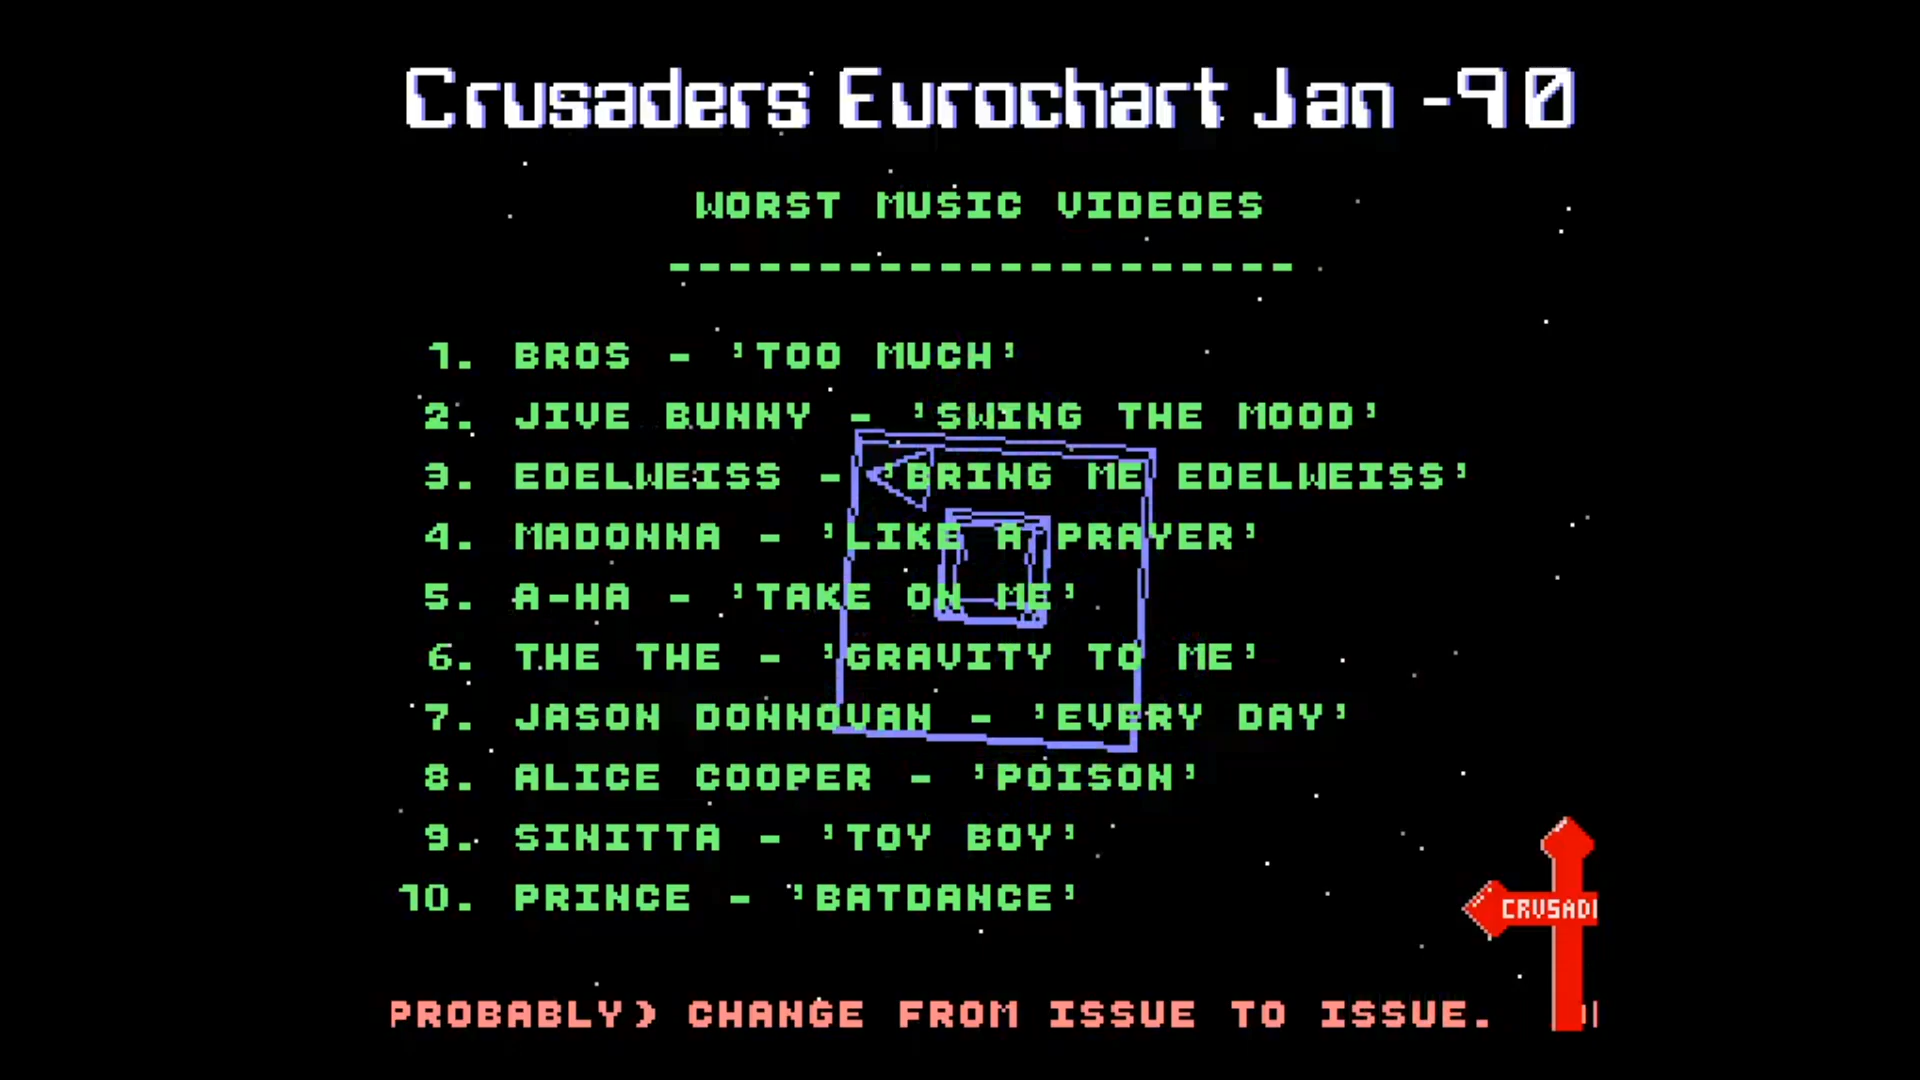 Crusaders Eurochart Jan -90
WORST MUSIC VIDEOES
----------------------
1. BROS - 'TOO MUCH'
2. JIVE BUNNY - 'SWING THE MOOD'
3. EDELWEISS - 'BRING ME EDELWEISS'
4. MADONNA - 'LIKE A PRAYER'
5. A-HA - 'TAKE ON ME'
6. THE THE - 'GRAVITY TO ME'
7. JASON DONNOVAN - 'EVERY DAY'
8. ALICE COOPER - 'POISON'
9. SINITTA - 'TOY BOY'
10. PRINCE - 'BATDANCE'
CRUSAD
PROBABLY) CHANGE FROM ISSUE TO ISSUE.